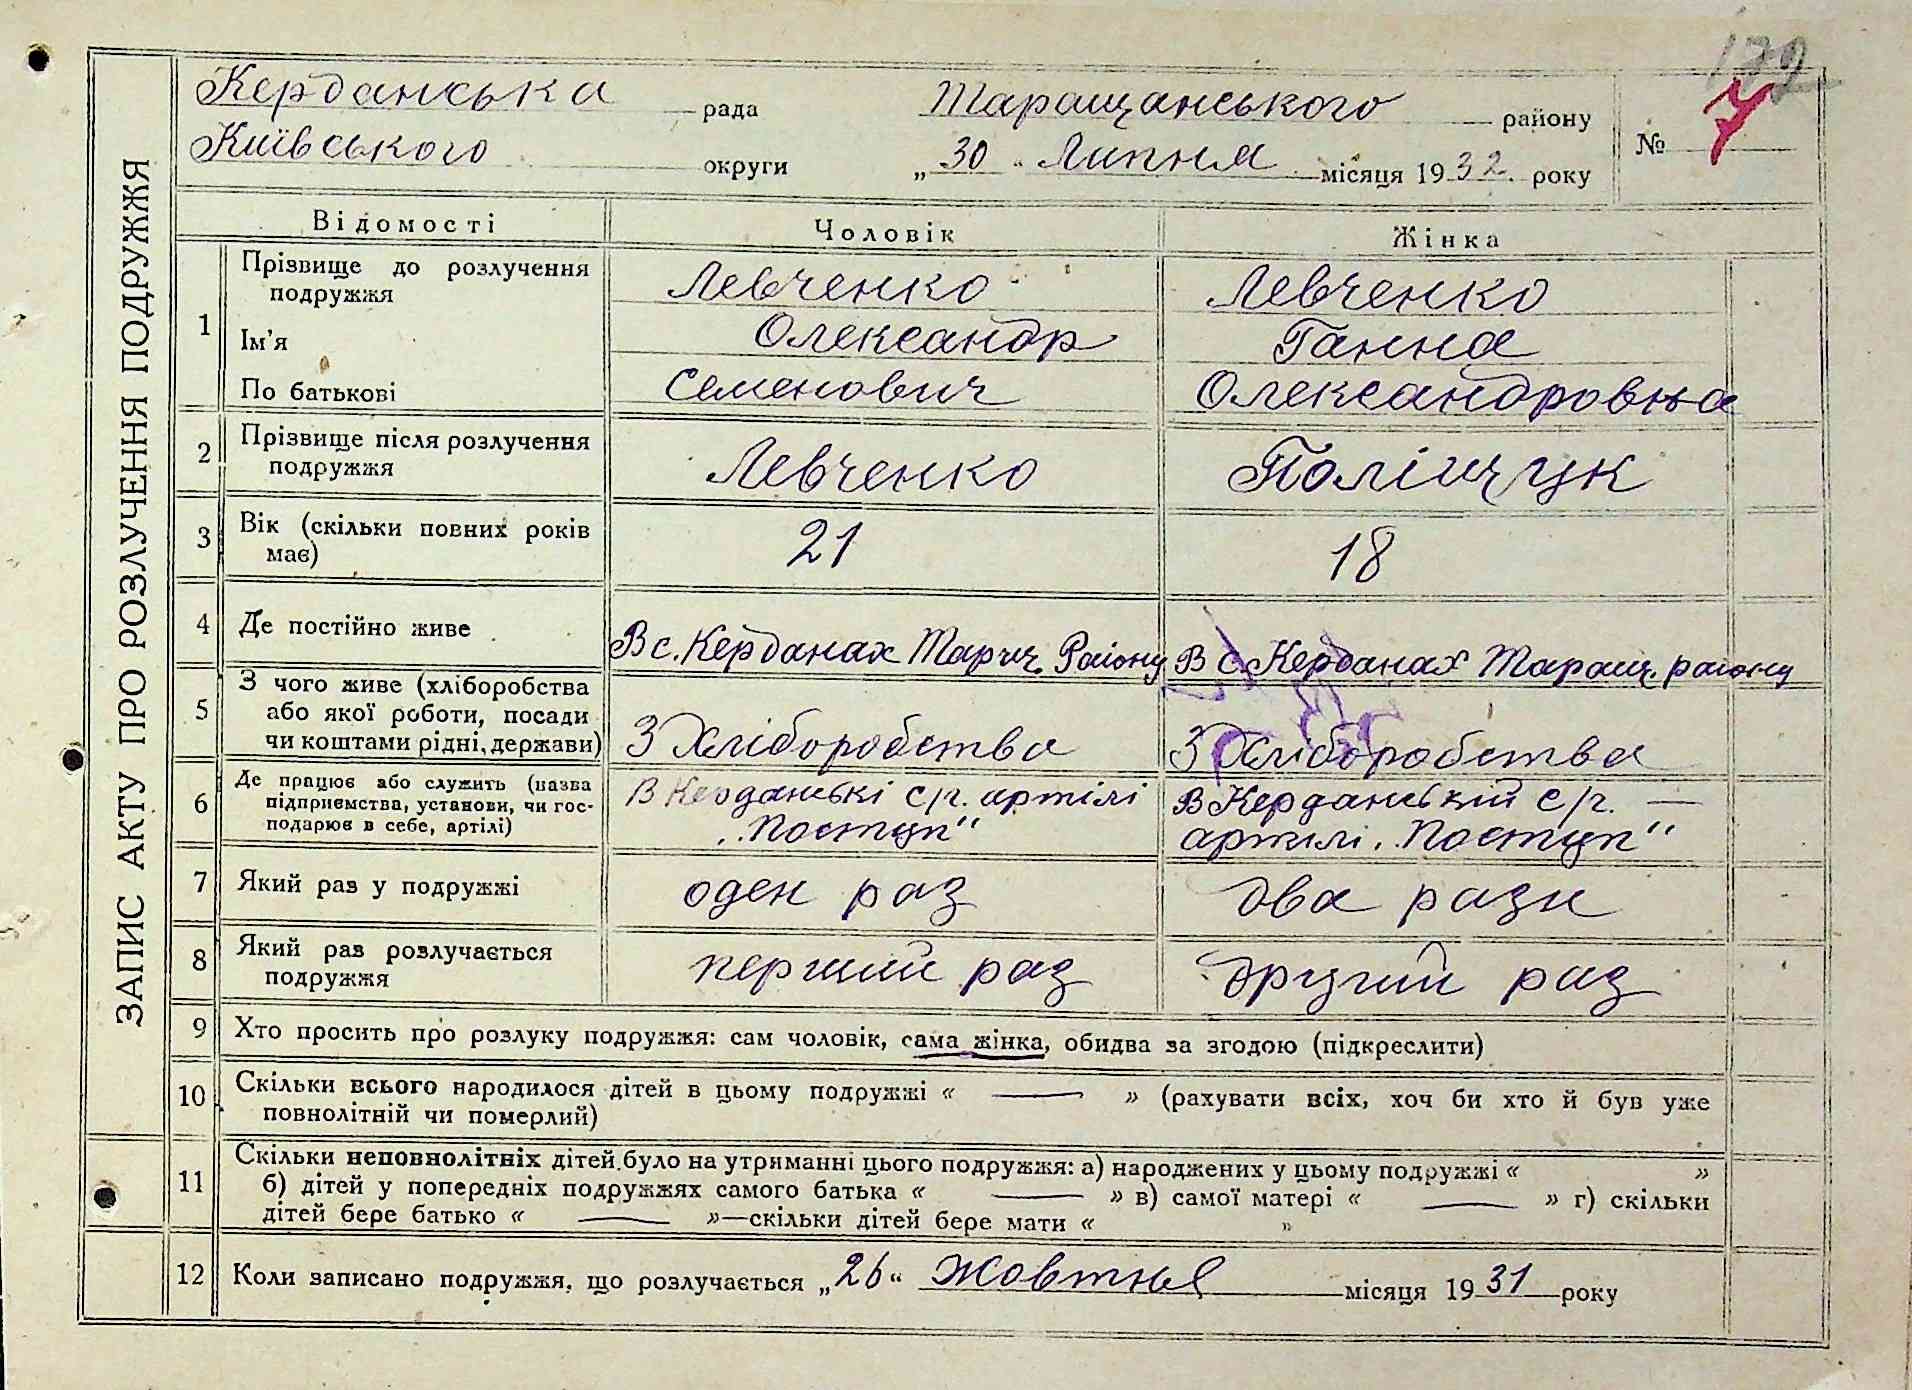 172
Керданська рада Таращанського району № 7
Київського округи „30" Липня місяця 1932. року
ЗАПИС АКТУ ПРО РОЗЛУЧЕННЯ ПОДРУЖЖЯ
Відомості Чоловік Жінка
1 Прізвище до розлучення подружжя Левченко Левченко
Ім'я Олександр Ганна
По батькові Семенович Олександровна
2 Прізвище після розлучення подружжя Левченко Поліщук
3 Вік (скільки повних років має) 21 18
4 Де постійно живе В с. Керданах Таращ. Району В с. Керданах Таращ. району
5 З чого живе (хліборобства
або якої роботи, посади
чи коштами рідні, держави) З Хліборобства З Хліборобства
6 Де працює або служить (назва В Керданські с/г. артілі В Керданській с/г. —
підприємства, установи, чи гос- „Поступ" артілі „Поступ"
подарює в себе, артілі)
7 Який раз у подружжі оден раз два рази
8 Який раз розлучається подружжя перший раз другий раз
9 Хто просить про розлуку подружжя: сам чоловік, сама жінка, обидва за згодою (підкреслити)
10 Скільки всього народилося дітей в цьому подружжі « — » (рахувати всіх, хоч би хто й був уже
повнолітній чи померлий)
11 Скільки неповнолітніх дітей було на утриманні цього подружжя: а) народжених у цьому подружжі « »
б) дітей у попередніх подружжях самого батька « — » в) самої матері « — » г) скільки
дітей бере батько « — »—скільки дітей бере мати « »
12 Коли записано подружжя, що розлучається „26" Жовтня місяця 1931 року